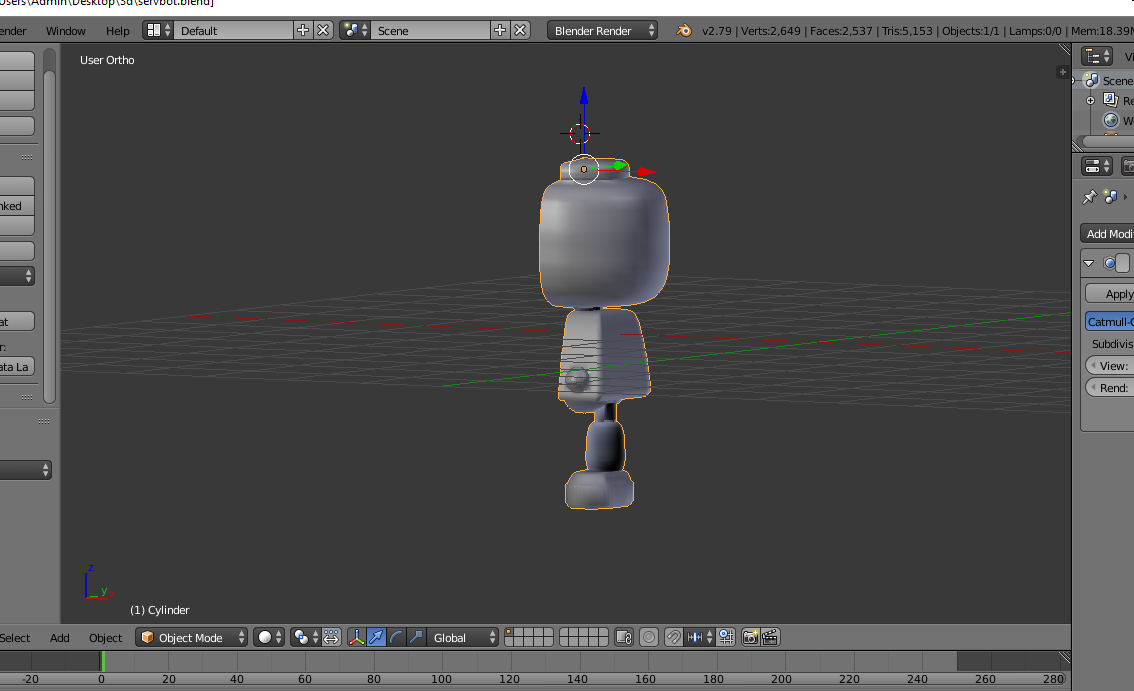 Users\Admin\Desktop\3d\servbot.blend]
ender Window Help Default Scene Blender Render v2.79 | Verts:2,649 | Faces:2,537 | Tris:5,153 | Objects:1/1 | Lamps:0/0 | Mem:18.39M
User Ortho
Vi
Scene
Re
W
nked
at
r:
ata La
Add Modi
Apply
Catmull-C
Subdivis
View:
Rend:
z
y
x
(1) Cylinder
Select Add Object Object Mode Global
-20 0 20 40 60 80 100 120 140 160 180 200 220 240 260 280